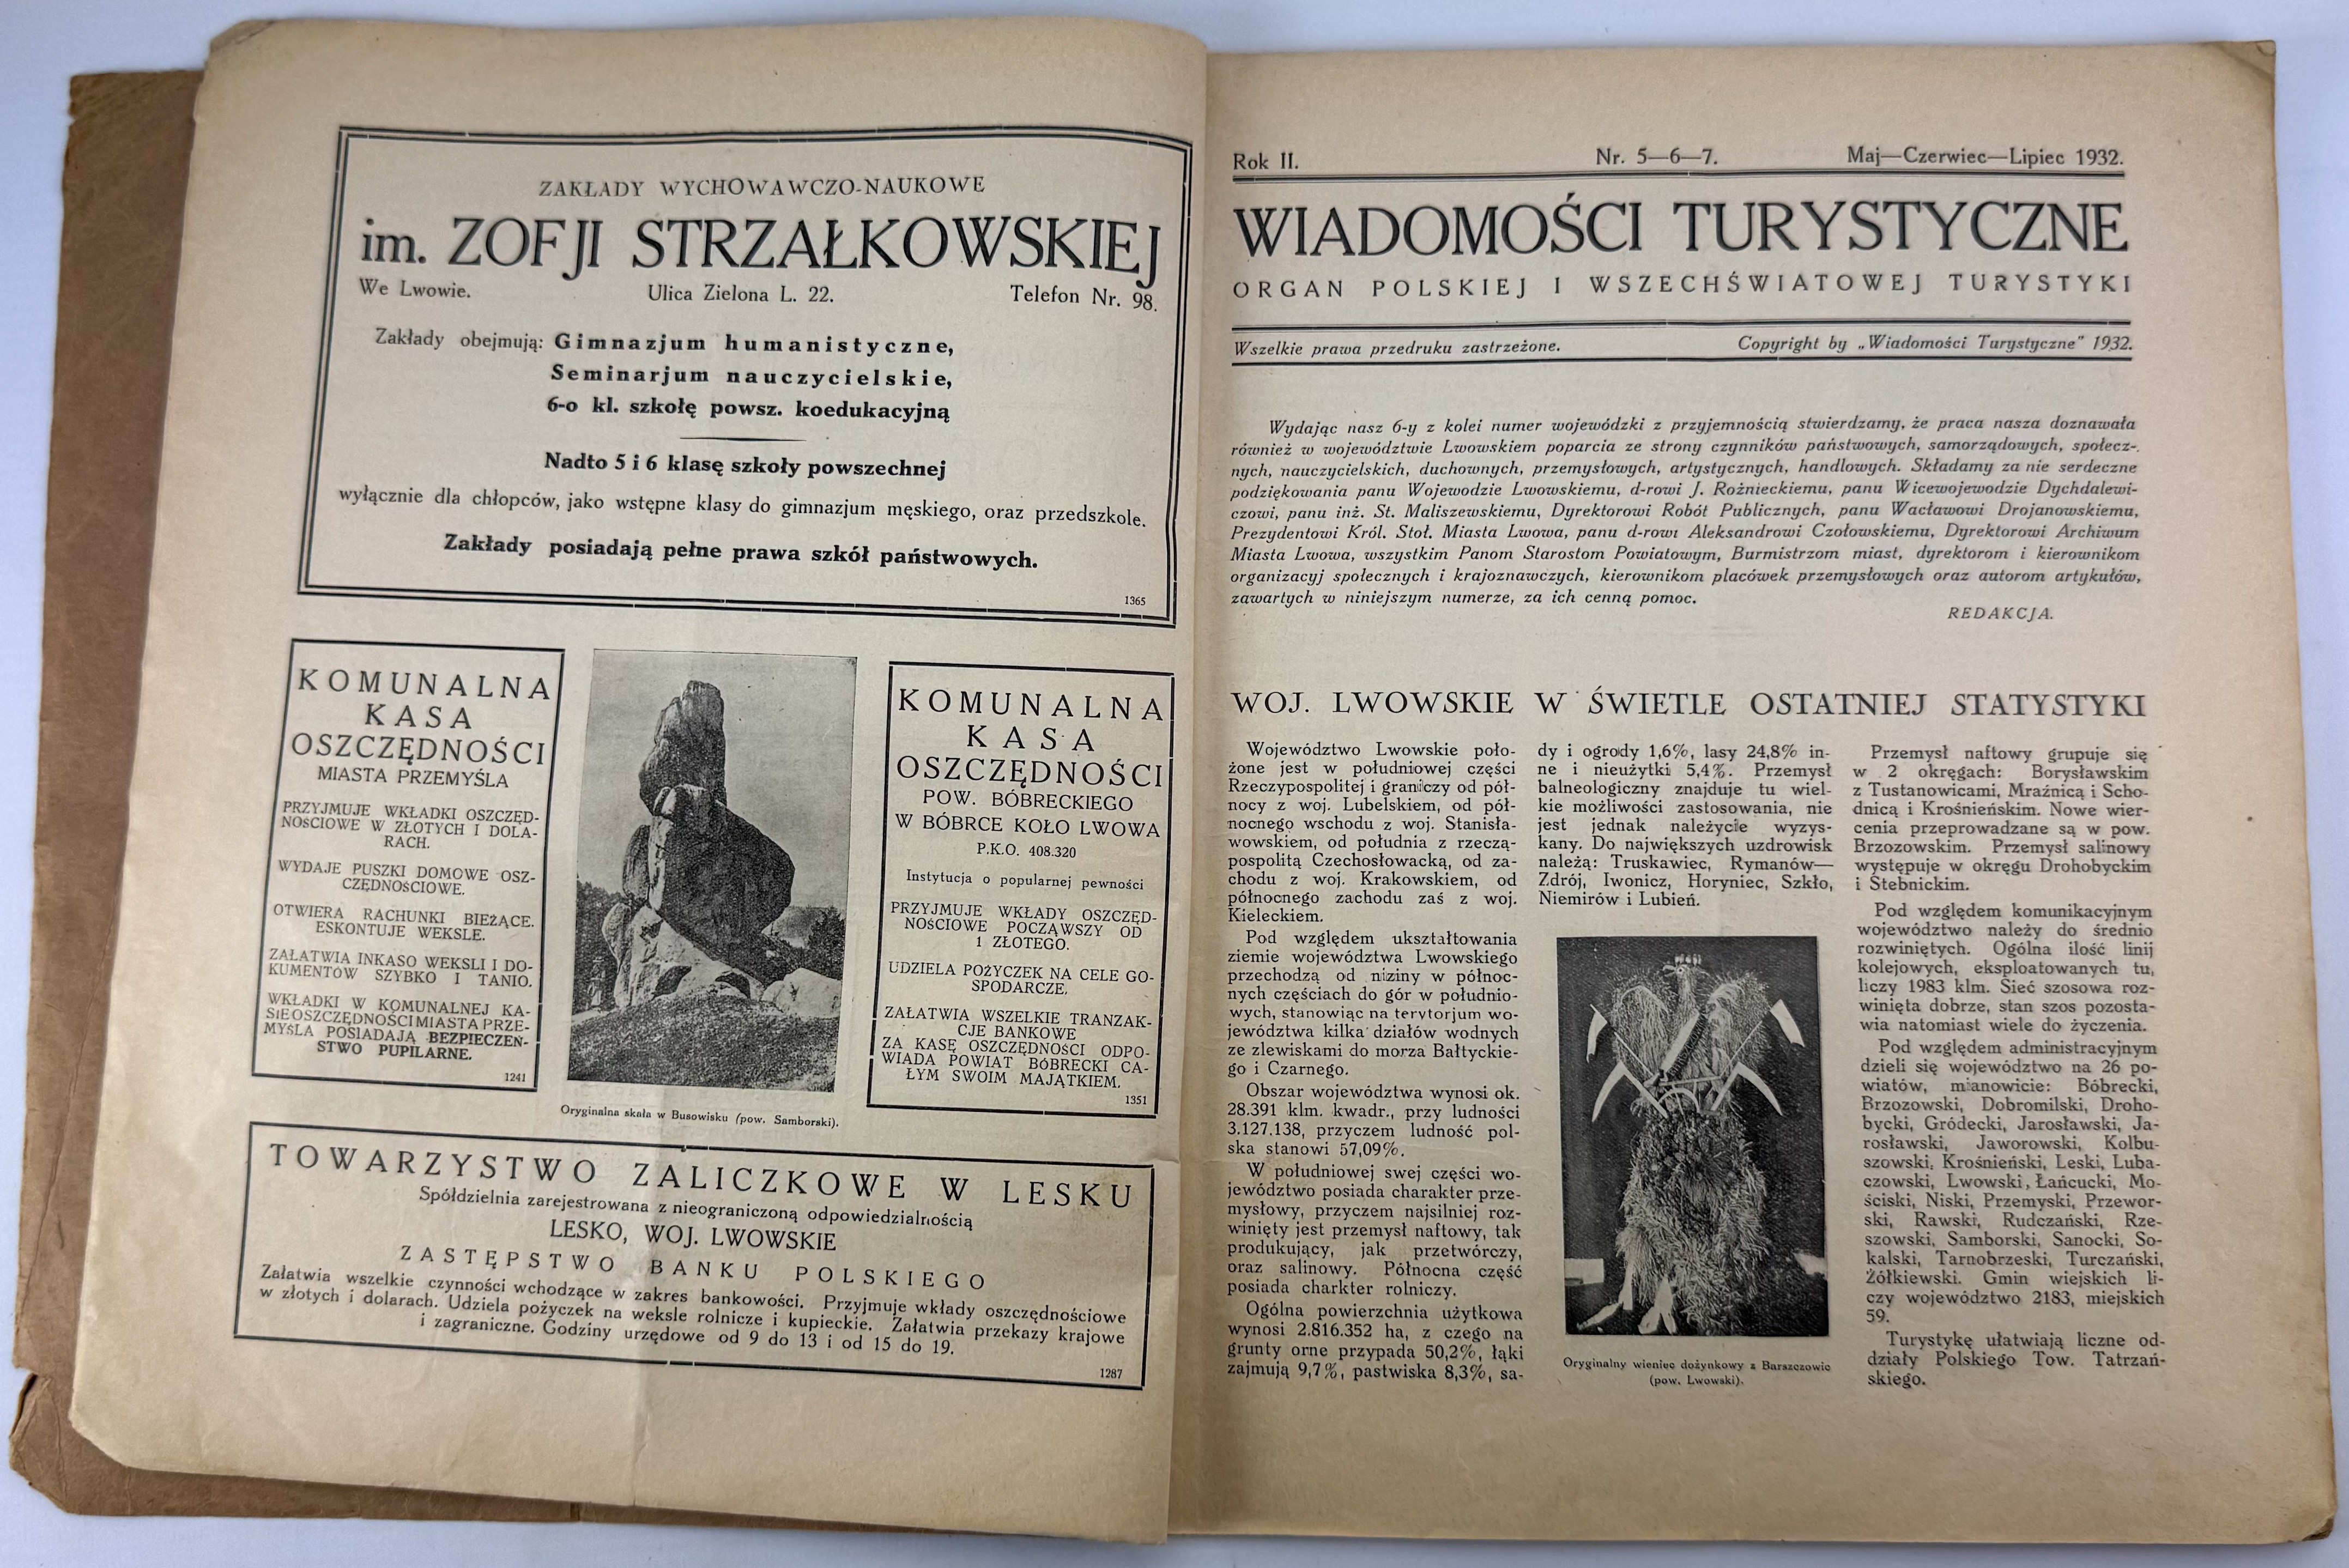 ZAKŁADY WYCHOWAWCZO-NAUKOWE
im. ZOFJI STRZAŁKOWSKIEJ
We Lwowie. Ulica Zielona L. 22. Telefon Nr. 98.
Zakłady obejmują: Gimnazjum humanistyczne,
Seminarjum nauczycielskie,
6-o kl. szkołę powsz. koedukacyjną
Nadto 5 i 6 klasę szkoły powszechnej
wyłącznie dla chłopców, jako wstępne klasy do gimnazjum męskiego, oraz przedszkole.
Zakłady posiadają pełne prawa szkół państwowych.
1365
KOMUNALNA
KASA
OSZCZĘDNOŚCI
MIASTA PRZEMYŚLA
PRZYJMUJE WKŁADKI OSZCZĘD-
NOŚCIOWE W ZŁOTYCH I DOLA-
RACH.
WYDAJE PUSZKI DOMOWE OSZ-
CZĘDNOŚCIOWE.
OTWIERA RACHUNKI BIEŻĄCE.
ESKONTUJE WEKSLE.
ZAŁATWIA INKASO WEKSLI I DO-
KUMENTÓW SZYBKO I TANIO.
WKŁADKI W KOMUNALNEJ KA-
SIE OSZCZĘDNOŚCI MIASTA PRZE-
MYŚLA POSIADAJĄ BEZPIECZEŃ-
STWO PUPILARNE.
1241
Oryginalna skała w Busowisku (pow. Samborski).
KOMUNALNA
KASA
OSZCZĘDNOŚCI
POW. BÓBRECKIEGO
W BÓBRCE KOŁO LWOWA
P.K.O. 408.320
Instytucja o popularnej pewności
PRZYJMUJE WKŁADY OSZCZĘD-
NOŚCIOWE POCZĄWSZY OD
1 ZŁOTEGO.
UDZIELA POŻYCZEK NA CELE GO-
SPODARCZE.
ZAŁATWIA WSZELKIE TRANZAK-
CJE BANKOWE
ZA KASĘ OSZCZĘDNOŚCI ODPO-
WIADA POWIAT BÓBRECKI CA-
ŁYM SWOIM MAJĄTKIEM.
1351
TOWARZYSTWO ZALICZKOWE W LESKU
Spółdzielnia zarejestrowana z nieograniczoną odpowiedzialnością
LESKO, WOJ. LWOWSKIE
ZASTĘPSTWO BANKU POLSKIEGO
Załatwia wszelkie czynności wchodzące w zakres bankowości. Przyjmuje wkłady oszczędnościowe
w złotych i dolarach. Udziela pożyczek na weksle rolnicze i kupieckie. Załatwia przekazy krajowe
i zagraniczne. Godziny urzędowe od 9 do 13 i od 15 do 19.
1287
Rok II. Nr. 5—6—7. Maj—Czerwiec—Lipiec 1932.
WIADOMOŚCI TURYSTYCZNE
ORGAN POLSKIEJ I WSZECHŚWIATOWEJ TURYSTYKI
Wszelkie prawa przedruku zastrzeżone. Copyright by „Wiadomości Turystyczne" 1932.
Wydając nasz 6-y z kolei numer wojewódzki z przyjemnością stwierdzamy, że praca nasza doznawała
również w województwie Lwowskiem poparcia ze strony czynników państwowych, samorządowych, społecz-
nych, nauczycielskich, duchownych, przemysłowych, artystycznych, handlowych. Składamy za nie serdeczne
podziękowania panu Wojewodzie Lwowskiemu, d-rowi J. Rożnieckiemu, panu Wicewojewodzie Dychdalewi-
czowi, panu inż. St. Maliszewskiemu, Dyrektorowi Robót Publicznych, panu Wacławowi Drojanowskiemu,
Prezydentowi Król. Stoł. Miasta Lwowa, panu d-rowi Aleksandrowi Czołowskiemu, Dyrektorowi Archiwum
Miasta Lwowa, wszystkim Panom Starostom Powiatowym, Burmistrzom miast, dyrektorom i kierownikom
organizacyj społecznych i krajoznawczych, kierownikom placówek przemysłowych oraz autorom artykułów,
zawartych w niniejszym numerze, za ich cenną pomoc.
REDAKCJA.
WOJ. LWOWSKIE W ŚWIETLE OSTATNIEJ STATYSTYKI
Województwo Lwowskie poło-
żone jest w południowej części
Rzeczypospolitej i graniczy od pół-
nocy z woj. Lubelskiem, od pół-
nocnego wschodu z woj. Stanisła-
wowskiem, od południa z rzeczą-
pospolitą Czechosłowacką, od za-
chodu z woj. Krakowskiem, od
północnego zachodu zaś z woj.
Kieleckiem.
Pod względem ukształtowania
ziemie województwa Lwowskiego
przechodzą od niziny w północ-
nych częściach do gór w południo-
wych, stanowiąc na terytorjum wo-
jewództwa kilka działów wodnych
ze zlewiskami do morza Bałtyckie-
go i Czarnego.
Obszar województwa wynosi ok.
28.391 klm. kwadr., przy ludności
3.127.138, przyczem ludność pol-
ska stanowi 57,09%.
W południowej swej części wo-
jewództwo posiada charakter prze-
mysłowy, przyczem najsilniej roz-
winięty jest przemysł naftowy, tak
produkujący, jak przetwórczy,
oraz salinowy. Północna część
posiada charkter rolniczy.
Ogólna powierzchnia użytkowa
wynosi 2.816.352 ha, z czego na
grunty orne przypada 50,2%, łąki
zajmują 9,7%, pastwiska 8,3%, sa-
dy i ogrody 1,6%, lasy 24,8% in-
ne i nieużytki 5,4%. Przemysł
balneologiczny znajduje tu wiel-
kie możliwości zastosowania, nie
jest jednak należycie wyzys-
kany. Do największych uzdrowisk
należą: Truskawiec, Rymanów—
Zdrój, Iwonicz, Horyniec, Szkło,
Niemirów i Lubień.
Oryginalny wieniec dożynkowy z Barszczowic
(pow. Lwowski).
Przemysł naftowy grupuje się
w 2 okręgach: Borysławskim
z Tustanowicami, Mraźnicą i Scho-
dnicą i Krośnieńskim. Nowe wier-
cenia przeprowadzane są w pow.
Brzozowskim. Przemysł salinowy
występuje w okręgu Drohobyckim
i Stebnickim.
Pod względem komunikacyjnym
województwo należy do średnio
rozwiniętych. Ogólna ilość linij
kolejowych, eksploatowanych tu,
liczy 1983 klm. Sieć szosowa roz-
winięta dobrze, stan szos pozosta-
wia natomiast wiele do życzenia.
Pod względem administracyjnym
dzieli się województwo na 26 po-
wiatów, mianowicie: Bóbrecki,
Brzozowski, Dobromilski, Droho-
bycki, Gródecki, Jarosławski, Ja-
rosławski, Jaworowski, Kolbu-
szowski, Krośnieński, Leski, Luba-
czowski, Lwowski, Łańcucki, Mo-
ściski, Niski, Przemyski, Przewor-
ski, Rawski, Rudczański, Rze-
szowski, Samborski, Sanocki, So-
kalski, Tarnobrzeski, Turczański,
Żółkiewski. Gmin wiejskich li-
czy województwo 2183, miejskich
59.
Turystykę ułatwiają liczne od-
działy Polskiego Tow. Tatrzań-
skiego.